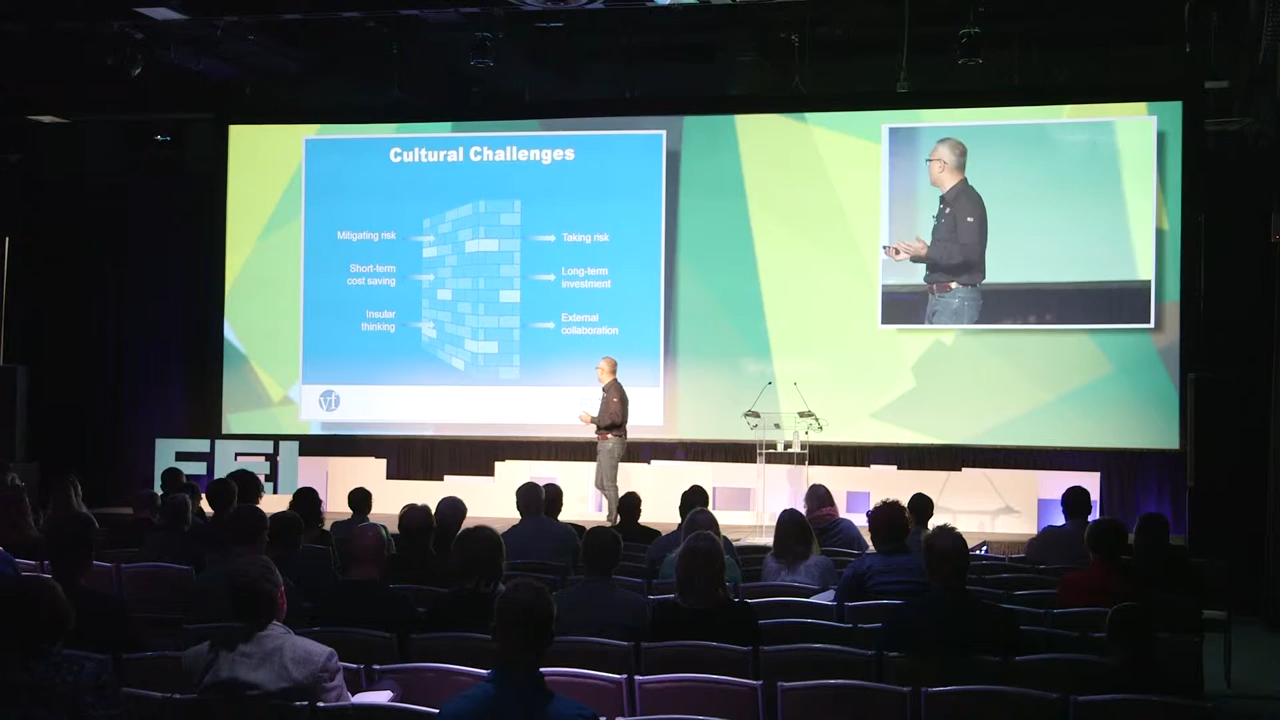 Cultural Challenges
Mitigating risk
Taking risk
Short-term
cost saving
Long-term
investment
Insular
thinking
External
collaboration
vf
FEI